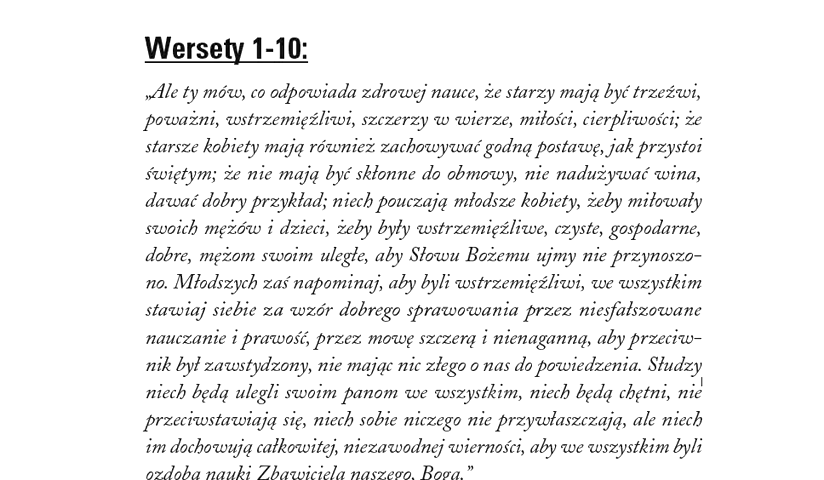 Wersety 1-10:
„Ale ty mów, co odpowiada zdrowej nauce, że starzy mają być trzeźwi,
poważni, wstrzemięźliwi, szczerzy w wierze, miłości, cierpliwości; że
starsze kobiety mają również zachowywać godną postawę, jak przystoi
świętym; że nie mają być skłonne do obmowy, nie nadużywać wina,
dawać dobry przykład; niech pouczają młodsze kobiety, żeby miłowały
swoich mężów i dzieci, żeby były wstrzemięźliwe, czyste, gospodarne,
dobre, mężom swoim uległe, aby Słowu Bożemu ujmy nie przynoszo-
no. Młodszych zaś napominaj, aby byli wstrzemięźliwi, we wszystkim
stawiaj siebie za wzór dobrego sprawowania przez niesfałszowane
nauczanie i prawość, przez mowę szczerą i nienaganną, aby przeciw-
nik był zawstydzony, nie mając nic złego o nas do powiedzenia. Słudzy
niech będą ulegli swoim panom we wszystkim, niech będą chętni, nie
przeciwstawiają się, niech sobie niczego nie przywłaszczają, ale niech
im dochowują całkowitej, niezawodnej wierności, aby we wszystkim byli
ozdobą nauki Zbawiciela naszego, Boga.”